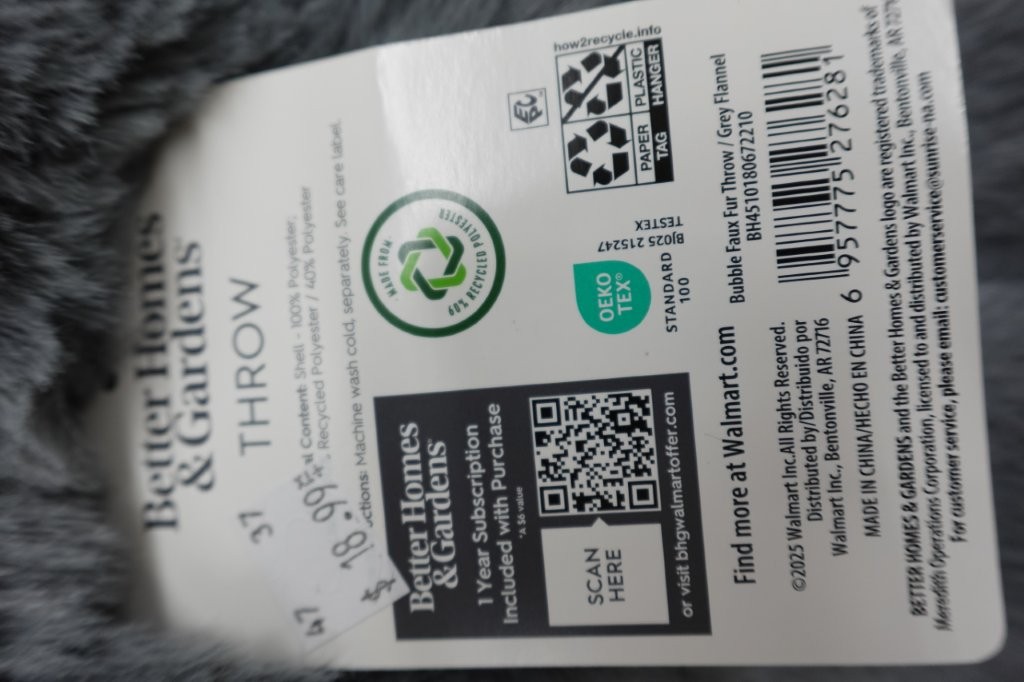 Better Homes
& Gardens
THROW
Content: Shell - 100% Polyester,
Recycled Polyester / 40% Polyester
Machine wash cold, separately. See care label.
37
47
$ 18.99
MADE FROM
60% RECYCLED POLYESTER
how2recycle.info
PAPER
TAG
PLASTIC
HANGER
OEKO
TEX®
STANDARD
100
BJ025 215247
TESTEX
Better Homes
& Gardens
1 Year Subscription
Included with Purchase
*A $6 value
SCAN
HERE
or visit bhgwalmartoffer.com
Find more at Walmart.com
Bubble Faux Fur Throw / Grey Flannel
BH4510180672210
6 95775 27628 1
©2025 Walmart Inc.All Rights Reserved.
Distributed by/Distribuido por
Walmart Inc., Bentonville, AR 72716
MADE IN CHINA/HECHO EN CHINA
BETTER HOMES & GARDENS and the Better Homes & Gardens logo are registered trademarks of
Meredith Operations Corporation, licensed to and distributed by Walmart Inc., Bentonville, AR
For customer service, please email: customerservice@sunrise-na.com